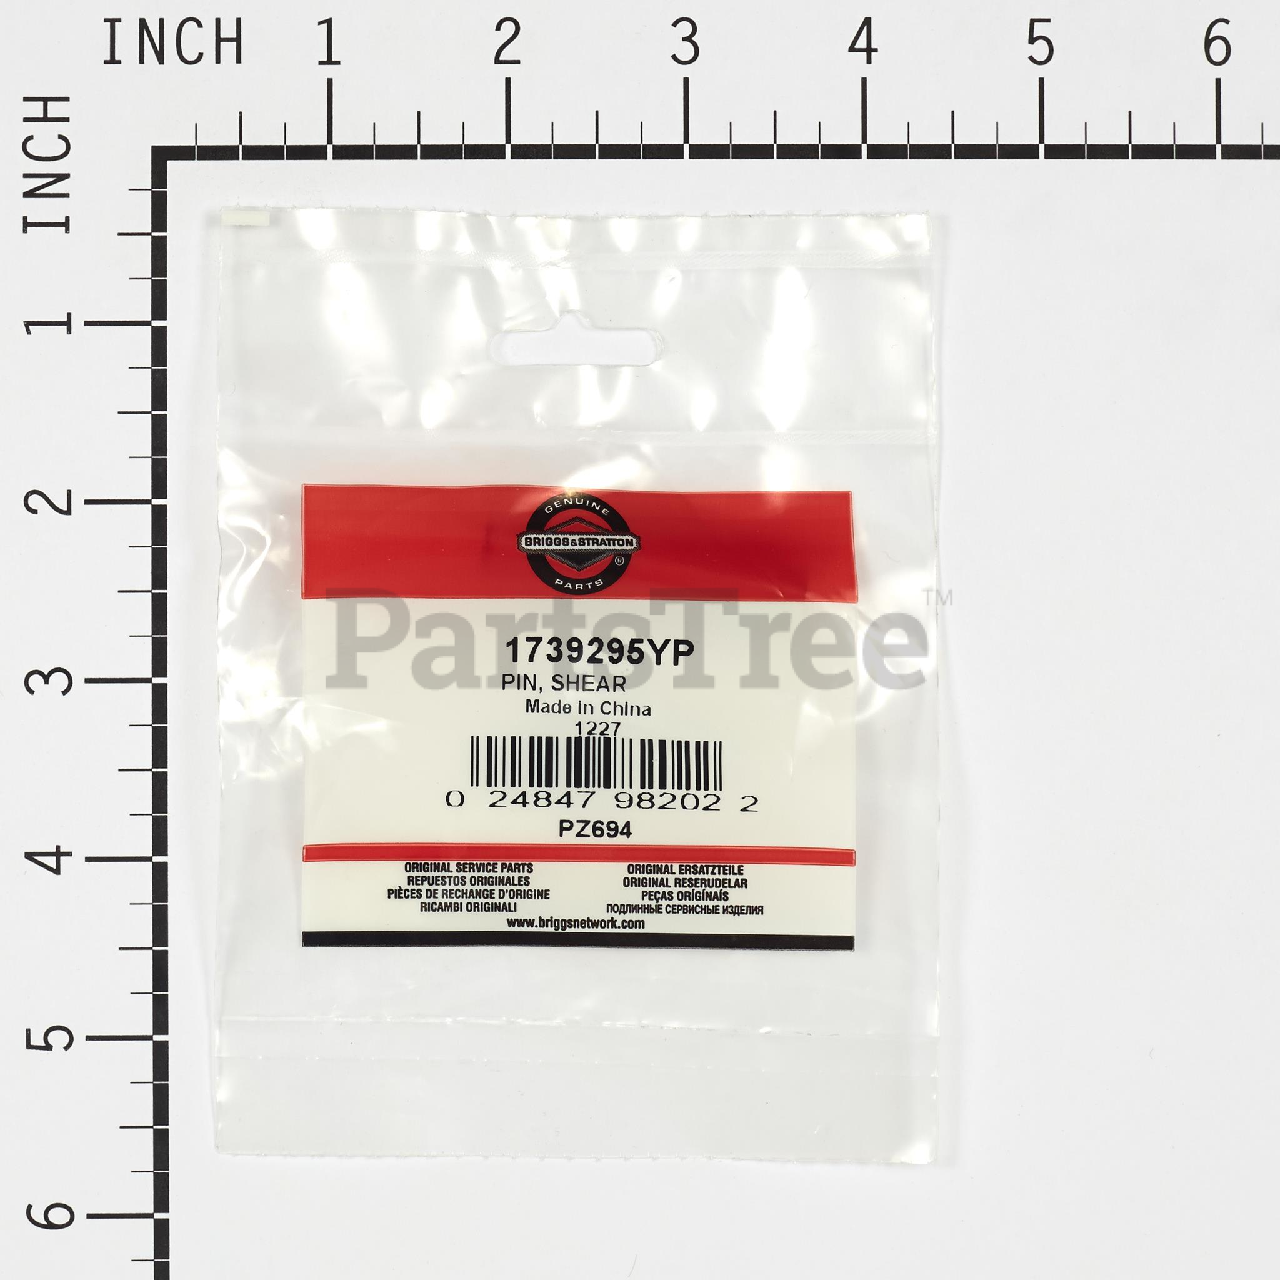 INCH 1 2 3 4 5 6
INCH
1
2
3
4
5
6
GENUINE
BRIGGS&STRATTON
®
PARTS
PartsTree™
1739295YP
PIN, SHEAR
Made In China
1227
0 24847 98202 2
PZ694
ORIGINAL SERVICE PARTS
REPUESTOS ORIGINALES
PIÈCES DE RECHANGE D'ORIGINE
RICAMBI ORIGINALI
ORIGINAL ERSATZTEILE
ORIGINAL RESERUDELAR
PEÇAS ORIGÍNAIS
ПОДЛИННЫЕ СЕРВИСНЫЕ ИЗДЕЛИЯ
www.briggsnetwork.com